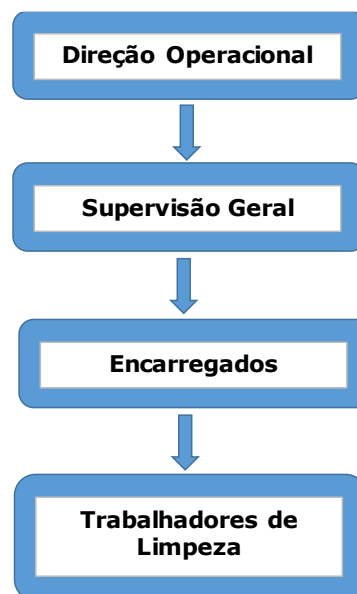 Direção Operacional
Supervisão Geral
Encarregados
Trabalhadores de
Limpeza